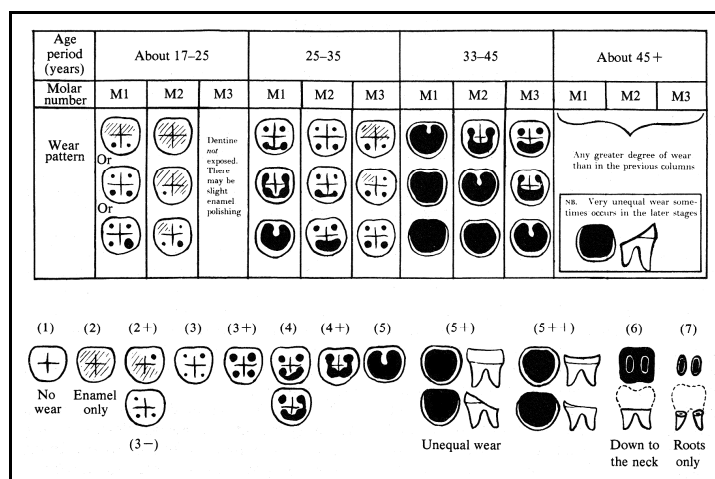 Age
period
(years)
About 17–25
25–35
33–45
About 45+
Molar
number
M1
M2
M3
M1
M2
M3
M1
M2
M3
M1
M2
M3
Wear
pattern
Or
Or
Dentine
not
exposed.
There
may be
slight
enamel
polishing
Any greater degree of wear
than in the previous columns
NB. Very unequal wear some-
times occurs in the later stages
(1)
(2)
(2+)
(3)
(3+)
(4)
(4+)
(5)
(5+)
(5++)
(6)
(7)
No
wear
Enamel
only
(3–)
Unequal wear
Down to
the neck
Roots
only